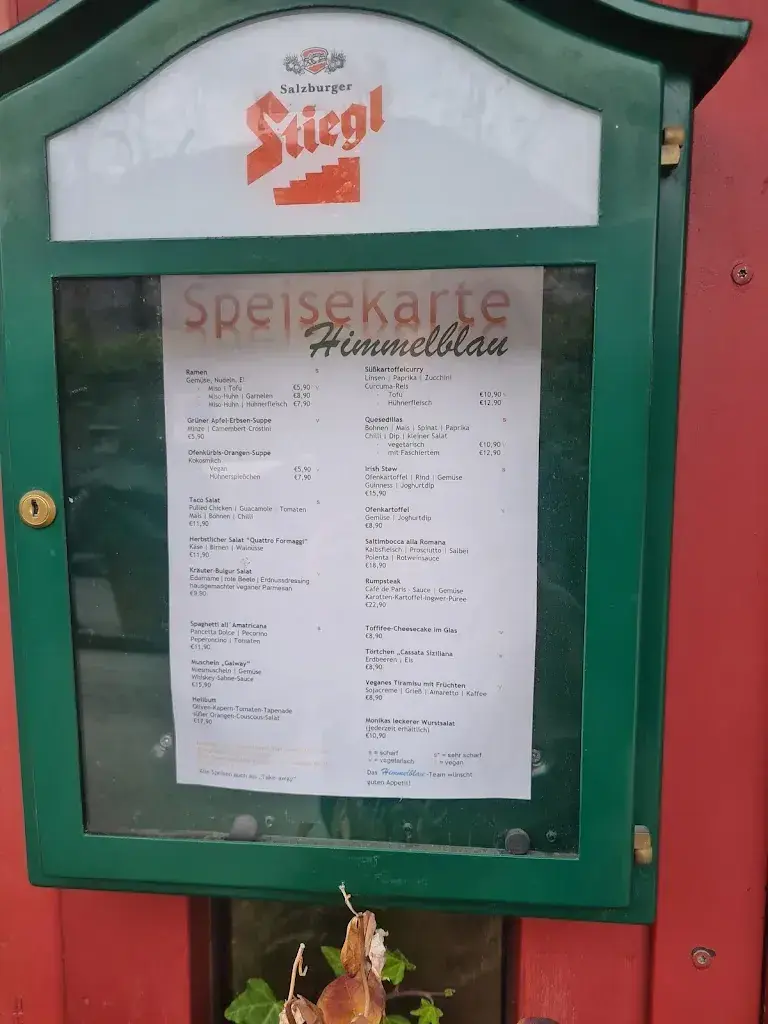 Salzburger
Stiegl
Speisekarte
Himmelblau
Ramen s
Gemüse, Nudeln, Ei
- Miso | Tofu €5,90 v
- Miso-Huhn | Garnelen €8,90
- Miso-Huhn | Hühnerfleisch €7,90
Grüner Apfel-Erbsen-Suppe v
Minze | Camembert-Crostini
€5,90
Ofenkürbis-Orangen-Suppe
Kokosmilch
Vegan €5,90
Hühnerspießchen €7,90
Taco Salat s
Pulled Chicken | Guacamole | Tomaten
Mais | Bohnen | Chilli
€11,90
Herbstlicher Salat "Quattro Formaggi"
Käse | Birnen | Walnüsse
€11,90
Kräuter-Bulgur Salat
Edamame | rote Beete | Erdnussdressing
hausgemachter veganer Parmesan
€9,90
Spaghetti all' Amatricana s
Pancetta Dolce | Pecorino
Peperoncino | Tomaten
€11,90
Muscheln „Galway"
Miesmuscheln | Gemüse
Whiskey-Sahne-Sauce
€15,90
Heilbutt
Oliven-Kapern-Tomaten-Tapenade
süßer Orangen-Couscous-Salat
€17,90
Alle Speisen auch als "Take away"
Süßkartoffelcurry
Linsen | Paprika | Zucchini
Curcuma-Reis
- Tofu €10,90
- Hühnerfleisch €12,90
Quesedillas s
Bohnen | Mais | Spinat | Paprika
Chilli | Dip | kleiner Salat
- vegetarisch €10,90
- mit Faschiertem €12,90
Irish Stew s
Ofenkartoffel | Rind | Gemüse
Guinness | Joghurtdip
€15,90
Ofenkartoffel v
Gemüse | Joghurtdip
€8,90
Saltimbocca alla Romana
Kalbsfleisch | Prosciutto | Salbei
Polenta | Rotweinsauce
€18,90
Rumpsteak
Café de Paris - Sauce | Gemüse
Karotten-Kartoffel-Ingwer-Püree
€22,90
Toffifee-Cheesecake im Glas
€8,90
Törtchen „Cassata Siziliana
Erdbeeren | Eis
€8,90
Veganes Tiramisu mit Früchten
Sojacreme | Grieß | Amaretto | Kaffee
€8,90
Monikas leckerer Wurstsalat
(jederzeit erhältlich)
€10,90
s = scharf s+ = sehr scharf
v = vegetarisch = vegan
Das Himmelblau-Team wünscht
guten Appetit!